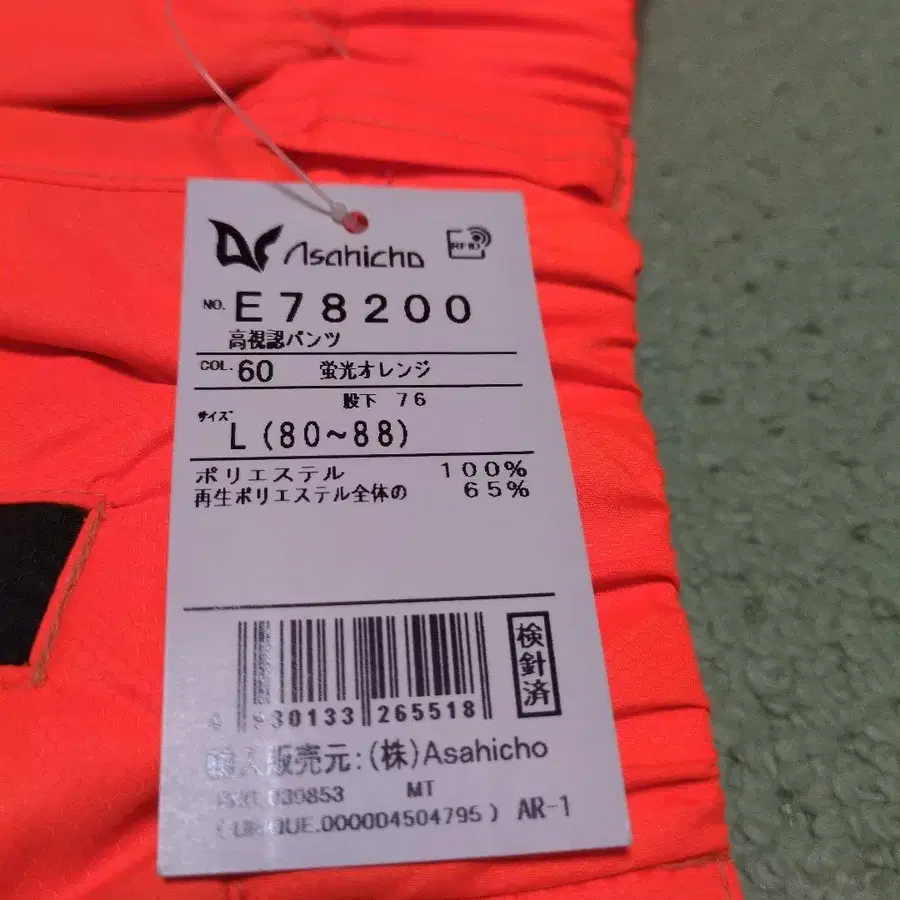 Asahicho
RFID
NO. E78200
高視認パンツ
COL. 60 蛍光オレンジ
股下 76
サイズ L (80~88)
ポリエステル 100%
再生ポリエステル全体の 65%
検針済
330133 265518
輸入販売元:(株)Asahicho
039853 MT
(UNIQUE.000004504795) AR-1